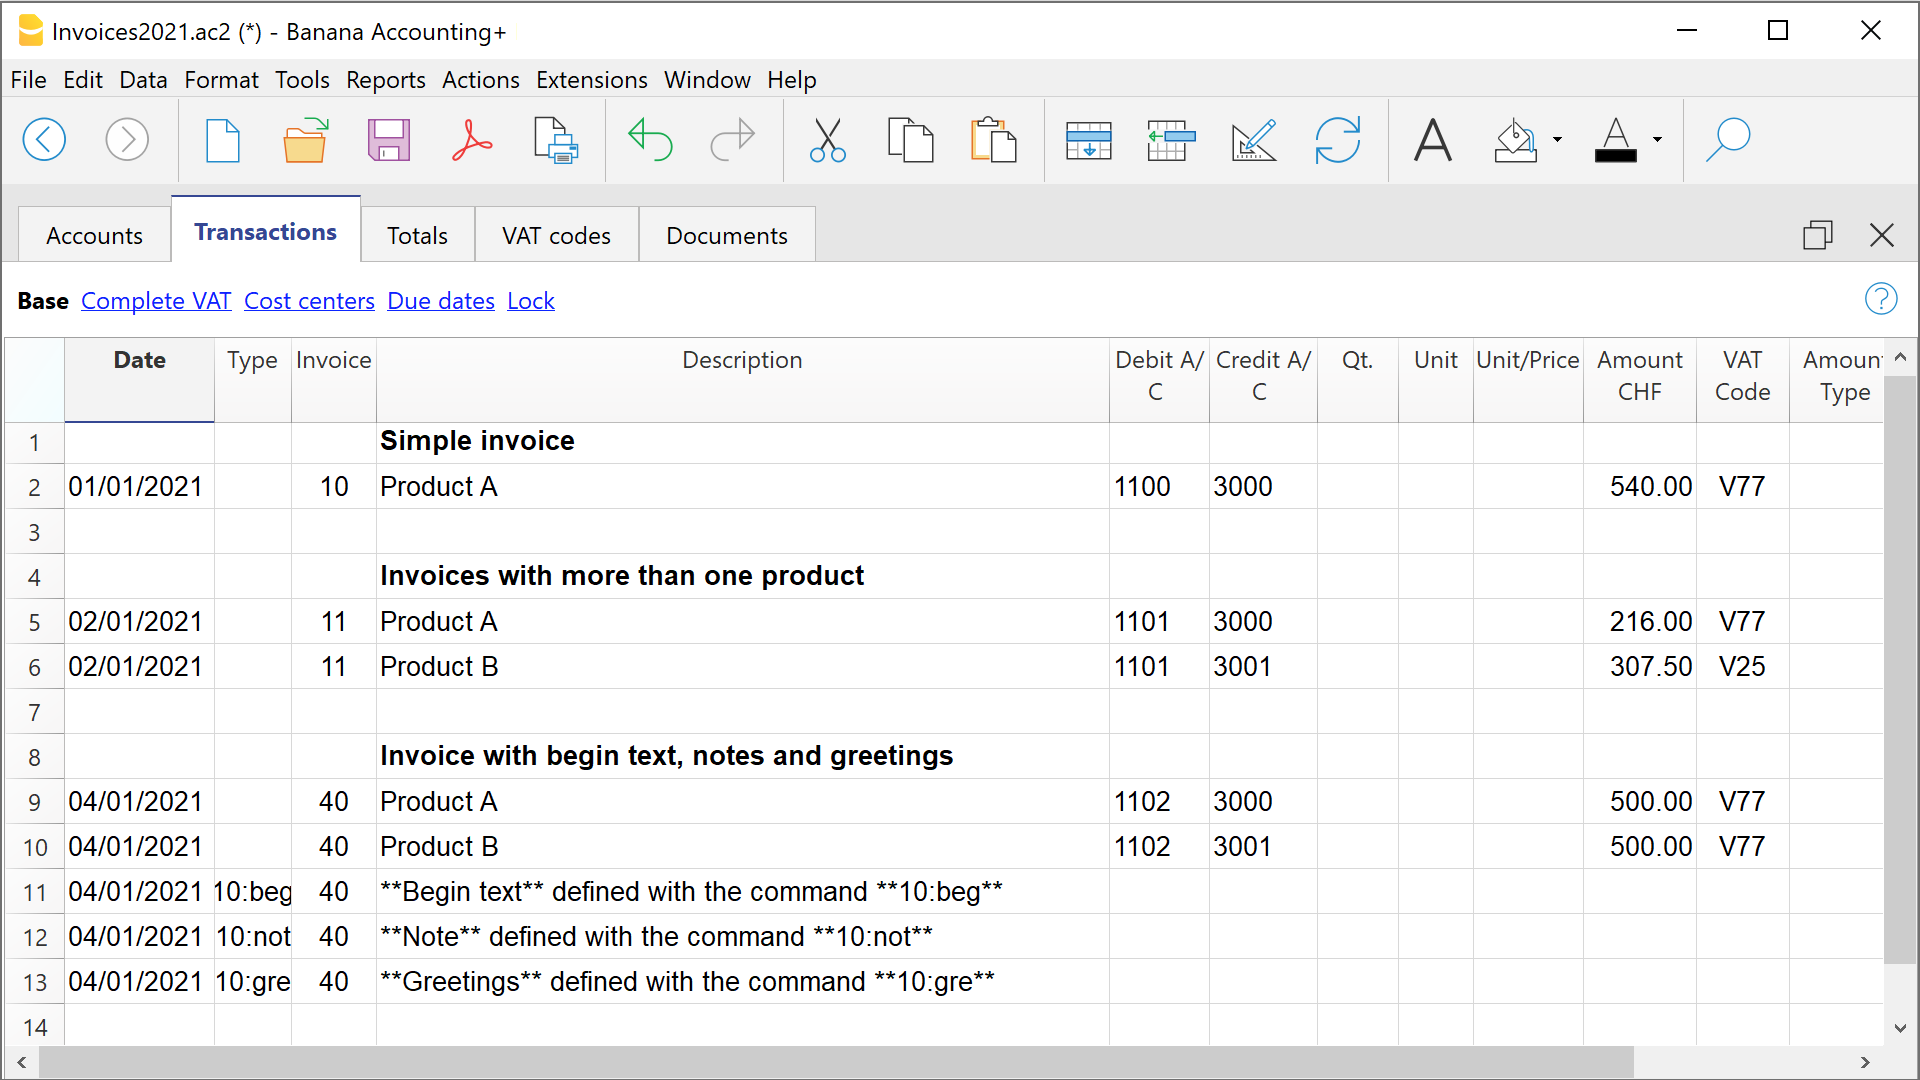 Invoices2021.ac2 (*) - Banana Accounting+
File Edit Data Format Tools Reports Actions Extensions Window Help
Accounts Transactions Totals VAT codes Documents
Base Complete VAT Cost centers Due dates Lock ?
Date Type Invoice Description Debit A/C Credit A/C Qt. Unit Unit/Price Amount CHF VAT Code Amoun Type
1 Simple invoice
2 01/01/2021 10 Product A 1100 3000 540.00 V77
3
4 Invoices with more than one product
5 02/01/2021 11 Product A 1101 3000 216.00 V77
6 02/01/2021 11 Product B 1101 3001 307.50 V25
7
8 Invoice with begin text, notes and greetings
9 04/01/2021 40 Product A 1102 3000 500.00 V77
10 04/01/2021 40 Product B 1102 3001 500.00 V77
11 04/01/2021 10:beg 40 **Begin text** defined with the command **10:beg**
12 04/01/2021 10:not 40 **Note** defined with the command **10:not**
13 04/01/2021 10:gre 40 **Greetings** defined with the command **10:gre**
14